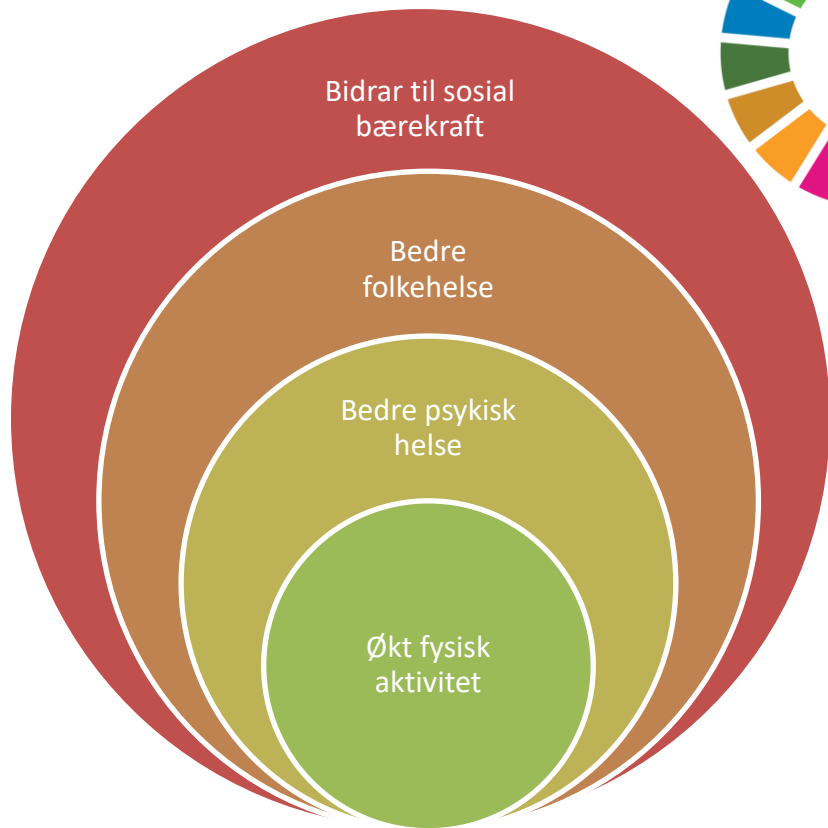 Bidrar til sosial
bærekraft
Bedre
folkehelse
Bedre psykisk
helse
Økt fysisk
aktivitet